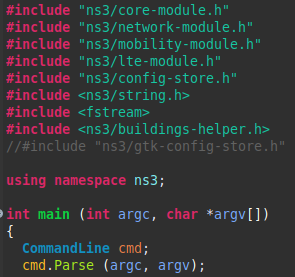 #include "ns3/core-module.h"
#include "ns3/network-module.h"
#include "ns3/mobility-module.h"
#include "ns3/lte-module.h"
#include "ns3/config-store.h"
#include <ns3/string.h>
#include <fstream>
#include <ns3/buildings-helper.h>
//#include "ns3/gtk-config-store.h"
using namespace ns3;
int main (int argc, char *argv[])
{
CommandLine cmd;
cmd.Parse (argc, argv);